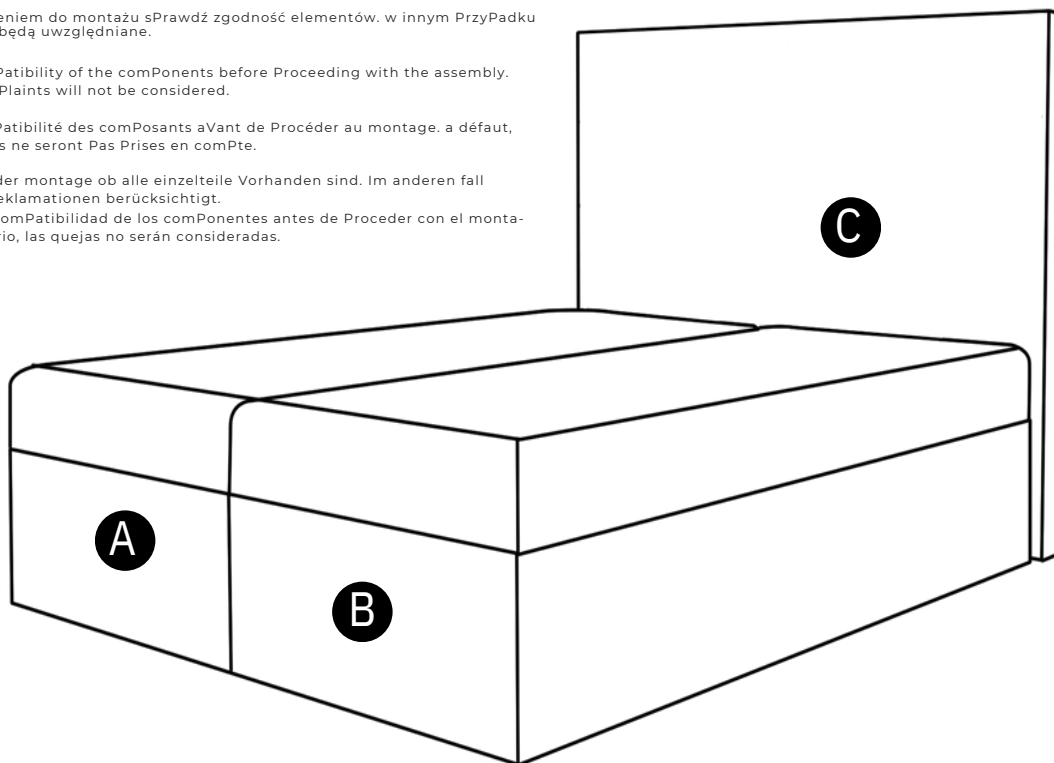 eniem do montażu sPrawdź zgodność elementów. w innym PrzyPadku
będą uwzględniane.
Patibility of the comPonents before Proceeding with the assembly.
Plaints will not be considered.
Patibilité des comPosants aVant de Procéder au montage. a défaut,
s ne seront Pas Prises en comPte.
der montage ob alle einzelteile Vorhanden sind. Im anderen fall
eklamationen berücksichtigt.
omPatibilidad de los comPonentes antes de Proceder con el monta-
rio, las quejas no serán consideradas.
C
A
B